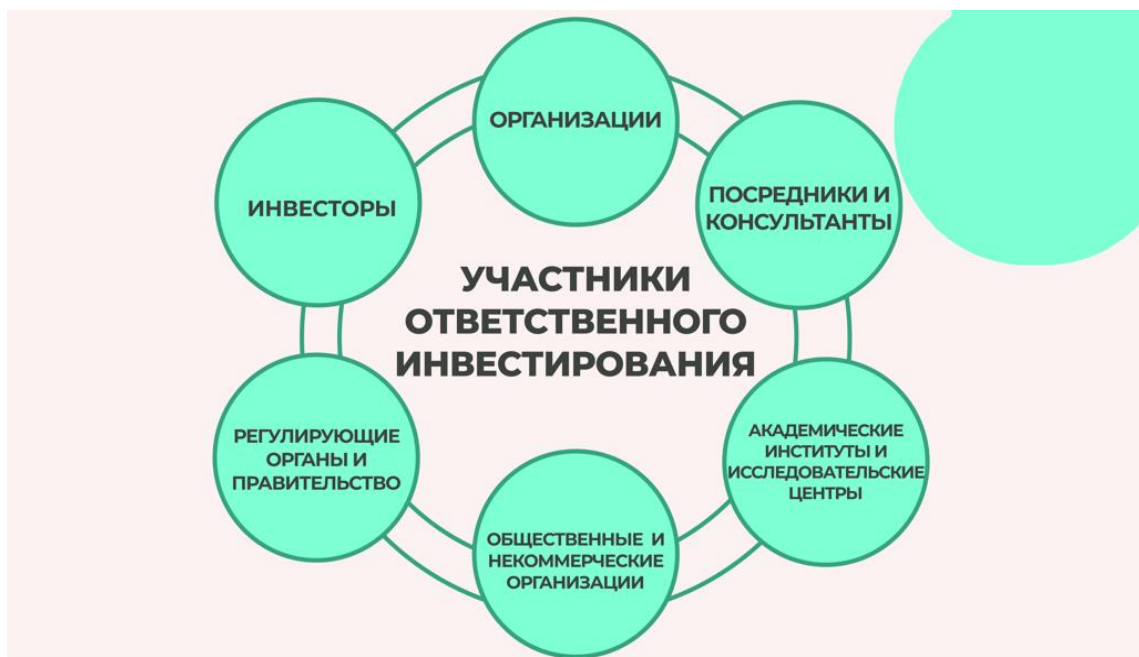 ОРГАНИЗАЦИИ
ПОСРЕДНИКИ И
КОНСУЛЬТАНТЫ
ИНВЕСТОРЫ
УЧАСТНИКИ
ОТВЕТСТВЕННОГО
ИНВЕСТИРОВАНИЯ
АКАДЕМИЧЕСКИЕ
ИНСТИТУТЫ И
ИССЛЕДОВАТЕЛЬСКИЕ
ЦЕНТРЫ
РЕГУЛИРУЮЩИЕ
ОРГАНЫ И
ПРАВИТЕЛЬСТВО
ОБЩЕСТВЕННЫЕ И
НЕКОММЕРЧЕСКИЕ
ОРГАНИЗАЦИИ